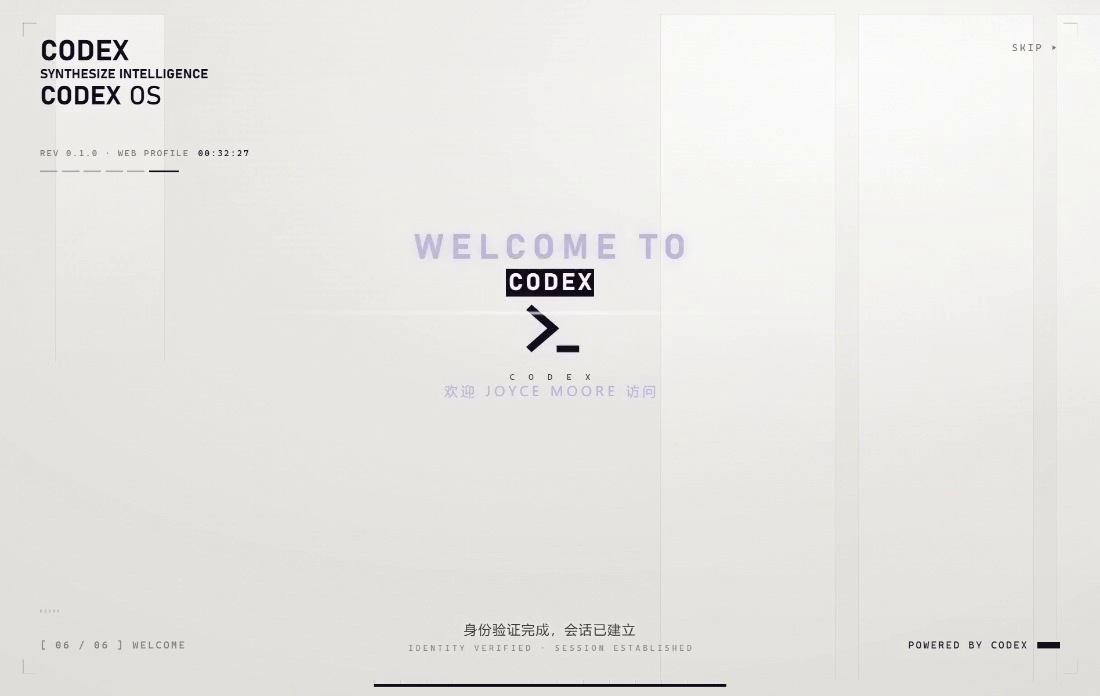 CODEX
SYNTHESIZE INTELLIGENCE
CODEX OS
SKIP ▸
REV 0.1.0 · WEB PROFILE 00:32:27
WELCOME TO
CODEX
>_
CODEX
欢迎 JOYCE MOORE 访问
身份验证完成，会话已建立
[ 06 / 06 ] WELCOME
IDENTITY VERIFIED · SESSION ESTABLISHED
POWERED BY CODEX